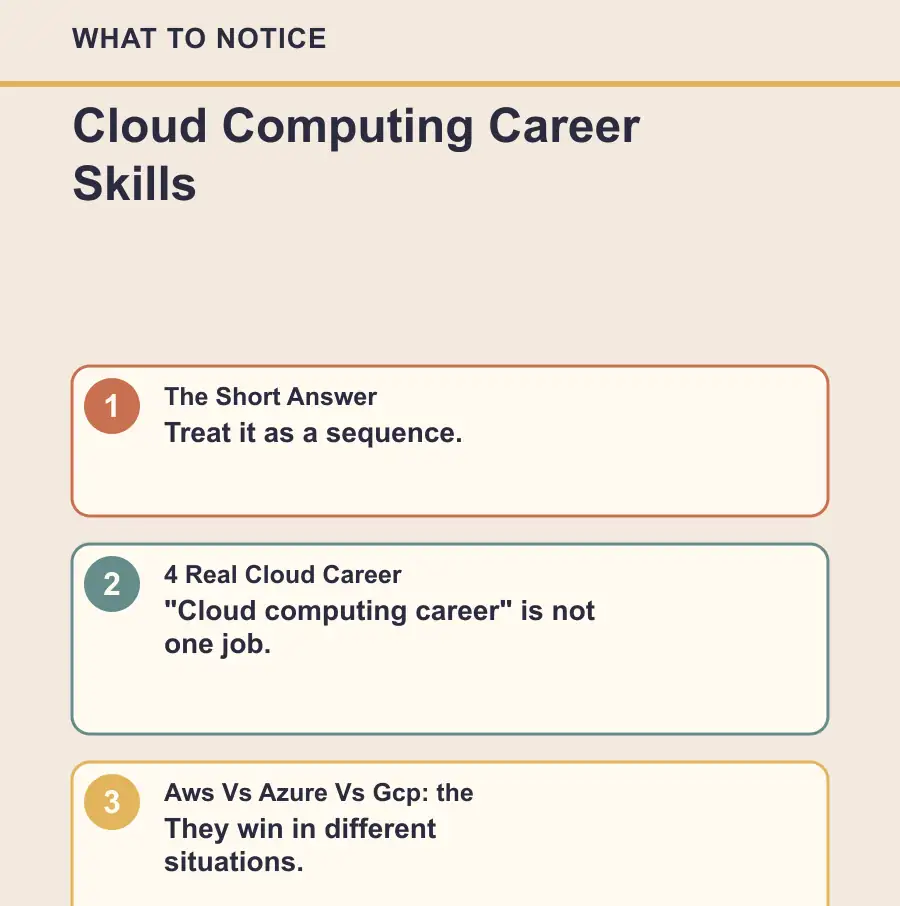 WHAT TO NOTICE
Cloud Computing Career
Skills
1
The Short Answer
Treat it as a sequence.
2
4 Real Cloud Career
"Cloud computing career" is not
one job.
3
Aws Vs Azure Vs Gcp: the
They win in different
situations.